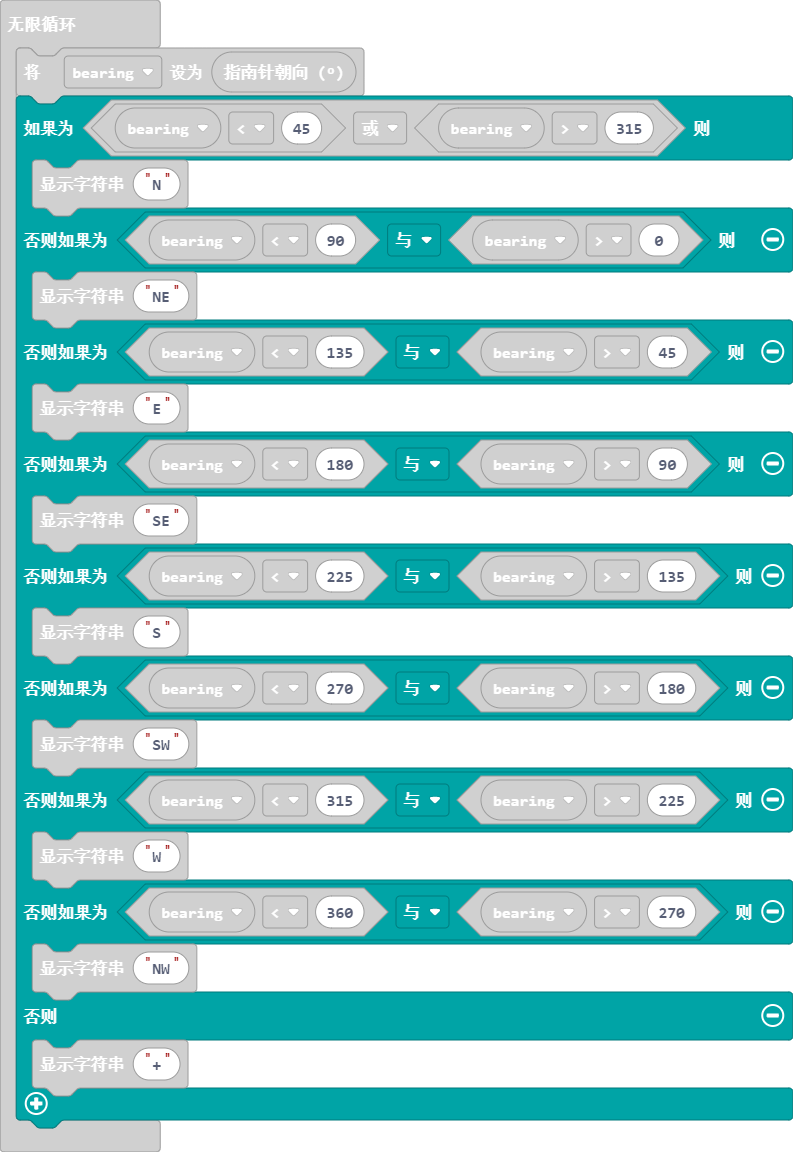 无限循环
将 bearing 设为 指南针朝向 (°)
如果为 bearing < 45 或 bearing > 315 则
显示字符串 "N"
否则如果为 bearing < 90 与 bearing > 0 则
显示字符串 "NE"
否则如果为 bearing < 135 与 bearing > 45 则
显示字符串 "E"
否则如果为 bearing < 180 与 bearing > 90 则
显示字符串 "SE"
否则如果为 bearing < 225 与 bearing > 135 则
显示字符串 "S"
否则如果为 bearing < 270 与 bearing > 180 则
显示字符串 "SW"
否则如果为 bearing < 315 与 bearing > 225 则
显示字符串 "W"
否则如果为 bearing < 360 与 bearing > 270 则
显示字符串 "NW"
否则
显示字符串 "+"